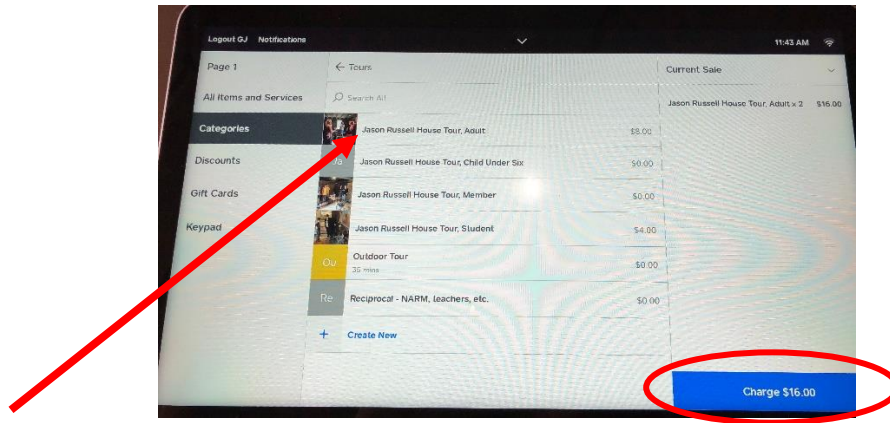 Logout GJ Notifications
11:43 AM
Page 1
← Tours
Current Sale
All Items and Services
Search All
Jason Russell House Tour, Adult x 2 $16.00
Categories
Jason Russell House Tour, Adult $8.00
Discounts
Ja Jason Russell House Tour, Child Under Six $0.00
Gift Cards
Jason Russell House Tour, Member $0.00
Keypad
Jason Russell House Tour, Student $4.00
Ou Outdoor Tour $0.00
35 mins
Re Reciprocal - NARM, teachers, etc. $0.00
+ Create New
Charge $16.00